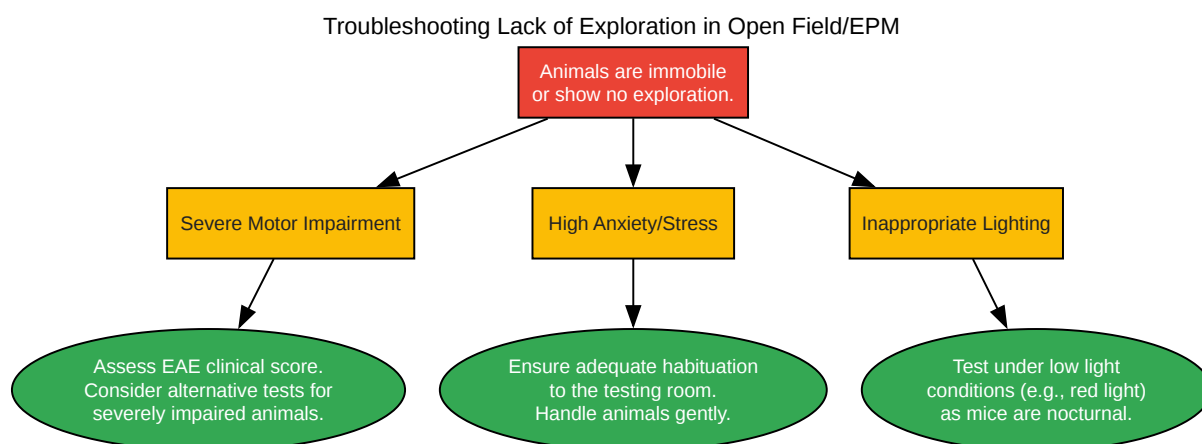 Troubleshooting Lack of Exploration in Open Field/EPM
Animals are immobile
or show no exploration.
Severe Motor Impairment
High Anxiety/Stress
Inappropriate Lighting
Assess EAE clinical score.
Consider alternative tests for
severely impaired animals.
Ensure adequate habituation
to the testing room.
Handle animals gently.
Test under low light
conditions (e.g., red light)
as mice are nocturnal.